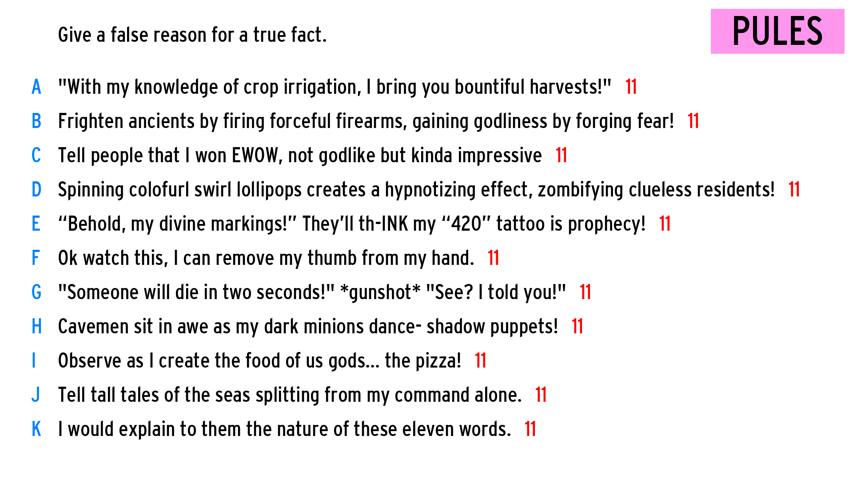 Give a false reason for a true fact.
PULES
A "With my knowledge of crop irrigation, I bring you bountiful harvests!" 11
B Frighten ancients by firing forceful firearms, gaining godliness by forging fear! 11
C Tell people that I won EWOW, not godlike but kinda impressive 11
D Spinning colofurl swirl lollipops creates a hypnotizing effect, zombifying clueless residents! 11
E “Behold, my divine markings!” They’ll th-INK my “420” tattoo is prophecy! 11
F Ok watch this, I can remove my thumb from my hand. 11
G "Someone will die in two seconds!" *gunshot* "See? I told you!" 11
H Cavemen sit in awe as my dark minions dance- shadow puppets! 11
I Observe as I create the food of us gods... the pizza! 11
J Tell tall tales of the seas splitting from my command alone. 11
K I would explain to them the nature of these eleven words. 11